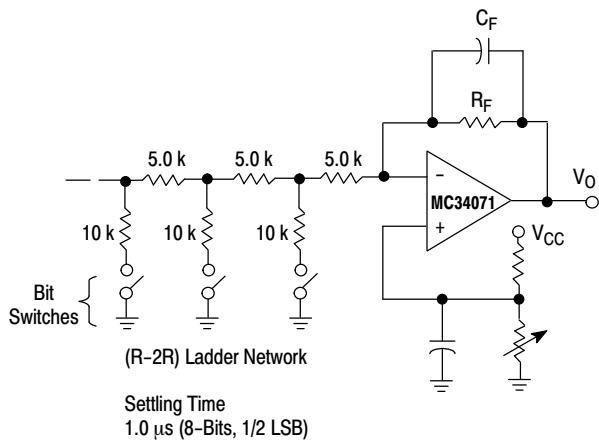 C_F
R_F
5.0 k 5.0 k 5.0 k
−
MC34071
+
V_O
V_CC
10 k 10 k 10 k
Bit
Switches
(R-2R) Ladder Network
Settling Time
1.0 μs (8-Bits, 1/2 LSB)